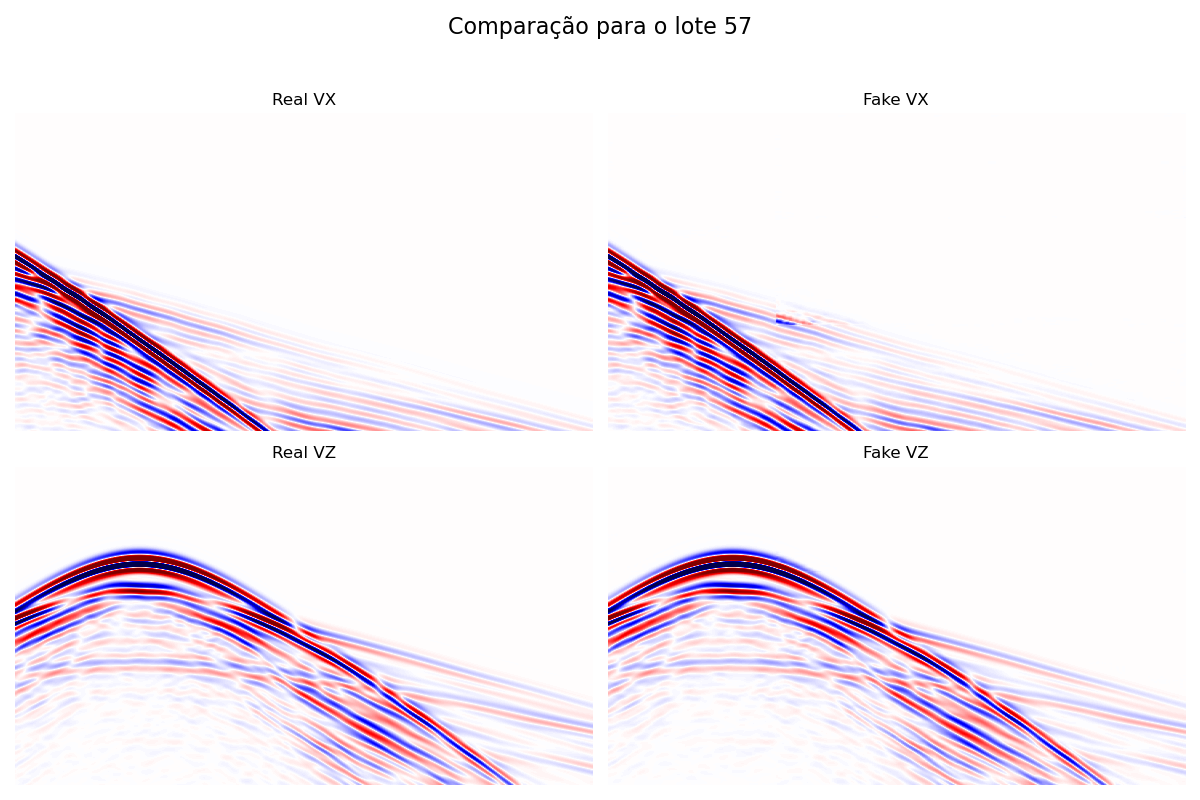 Comparação para o lote 57
Real VX
Fake VX
Real VZ
Fake VZ